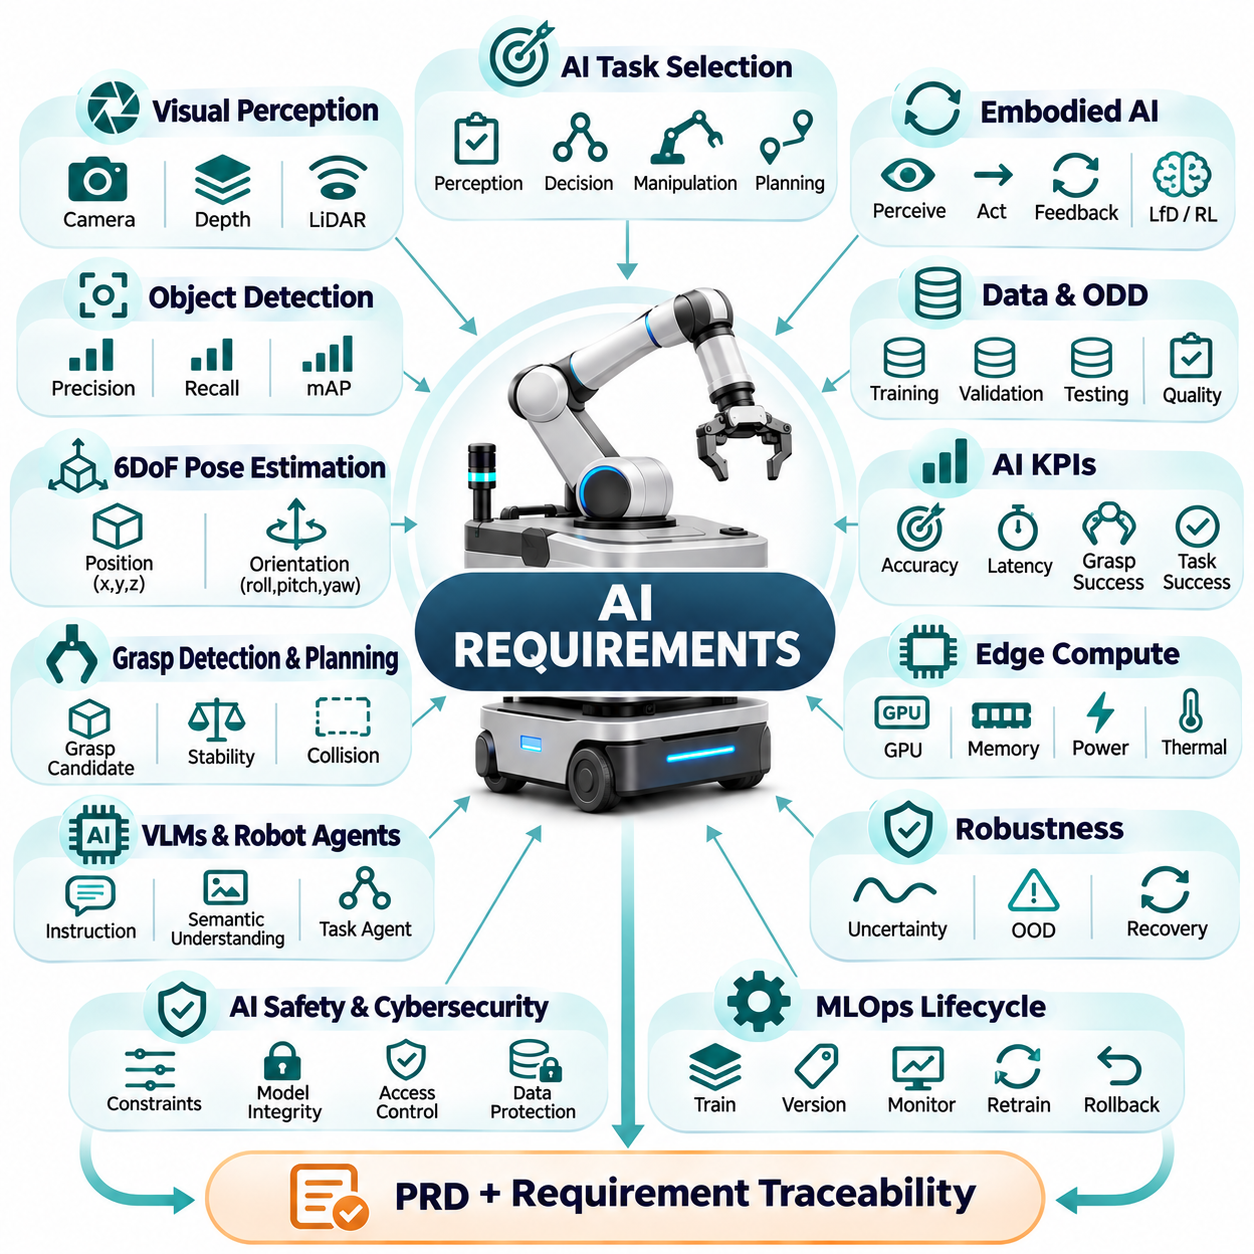 AI Task Selection
Perception
Decision
Manipulation
Planning
Visual Perception
Camera
Depth
LiDAR
Embodied AI
Perceive
Act
Feedback
LfD / RL
Object Detection
Precision
Recall
mAP
Data & ODD
Training
Validation
Testing
Quality
6DoF Pose Estimation
Position
(x,y,z)
Orientation
(roll,pitch,yaw)
AI KPIs
Accuracy
Latency
Grasp
Success
Task
Success
AI
REQUIREMENTS
Grasp Detection & Planning
Grasp
Candidate
Stability
Collision
Edge Compute
GPU
GPU
Memory
Power
Thermal
AI
VLMs & Robot Agents
Instruction
Semantic
Understanding
Task Agent
Robustness
Uncertainty
OOD
Recovery
AI Safety & Cybersecurity
Constraints
Model
Integrity
Access
Control
Data
Protection
MLOps Lifecycle
Train
Version
Monitor
Retrain
Rollback
PRD + Requirement Traceability